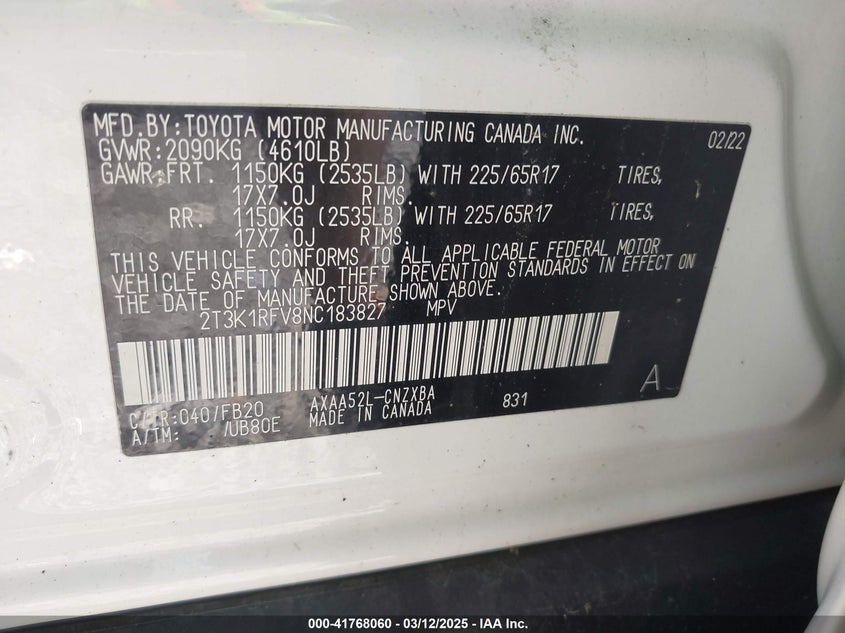 MFD.BY:TOYOTA MOTOR MANUFACTURING CANADA INC. 02/22
GVWR:2090KG (4610LB)
GAWR:FRT. 1150KG (2535LB) WITH 225/65R17 TIRES,
17X7.0J RIMS.
RR. 1150KG (2535LB) WITH 225/65R17 TIRES,
17X7.0J RIMS.
THIS VEHICLE CONFORMS TO ALL APPLICABLE FEDERAL MOTOR
VEHICLE SAFETY AND THEFT PREVENTION STANDARDS IN EFFECT ON
THE DATE OF MANUFACTURE SHOWN ABOVE.
2T3K1RFV8NC183827 MPV
A
C/TR:040/FB20 AXAA52L-CNZXBA 831
A/TM: /UB80E MADE IN CANADA
000-41768060 — 03/12/2025 — IAA Inc.